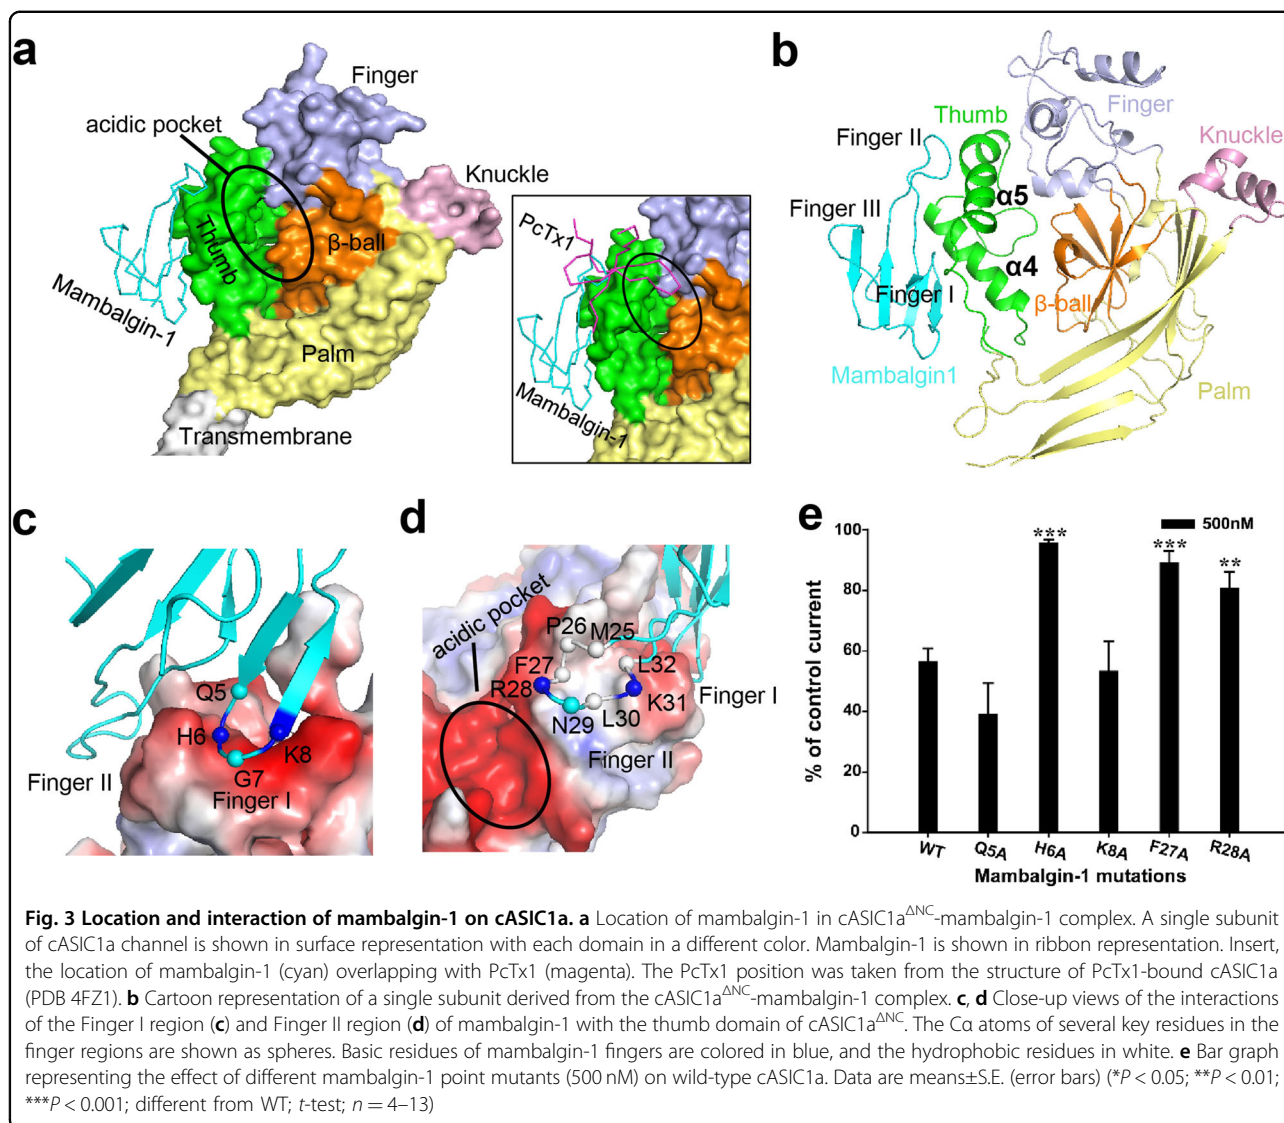 a
Finger
acidic pocket
Knuckle
Thumb
β-ball
Mambalgin-1
Palm
Transmembrane
PcTx1
Mambalgin-1
b
Finger
Thumb
Finger II
Knuckle
α5
Finger III
α4
Finger I
β-ball
Mambalgin1
Palm
c
Q5
H6
K8
G7
Finger II
Finger I
d
acidic pocket
P26
M25
F27
L32
R28
K31
Finger I
N29
L30
Finger II
e
500nM
% of control current
100
80
60
40
20
0
***
***
**
WT Q5A H6A K8A F27A R28A
Mambalgin-1 mutations
Fig. 3 Location and interaction of mambalgin-1 on cASIC1a. a Location of mambalgin-1 in cASIC1aΔNC-mambalgin-1 complex. A single subunit
of cASIC1a channel is shown in surface representation with each domain in a different color. Mambalgin-1 is shown in ribbon representation. Insert,
the location of mambalgin-1 (cyan) overlapping with PcTx1 (magenta). The PcTx1 position was taken from the structure of PcTx1-bound cASIC1a
(PDB 4FZ1). b Cartoon representation of a single subunit derived from the cASIC1aΔNC-mambalgin-1 complex. c, d Close-up views of the interactions
of the Finger I region (c) and Finger II region (d) of mambalgin-1 with the thumb domain of cASIC1aΔNC. The Cα atoms of several key residues in the
finger regions are shown as spheres. Basic residues of mambalgin-1 fingers are colored in blue, and the hydrophobic residues in white. e Bar graph
representing the effect of different mambalgin-1 point mutants (500 nM) on wild-type cASIC1a. Data are means±S.E. (error bars) (*P < 0.05; **P < 0.01;
***P < 0.001; different from WT; t-test; n = 4–13)